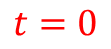 t = 0